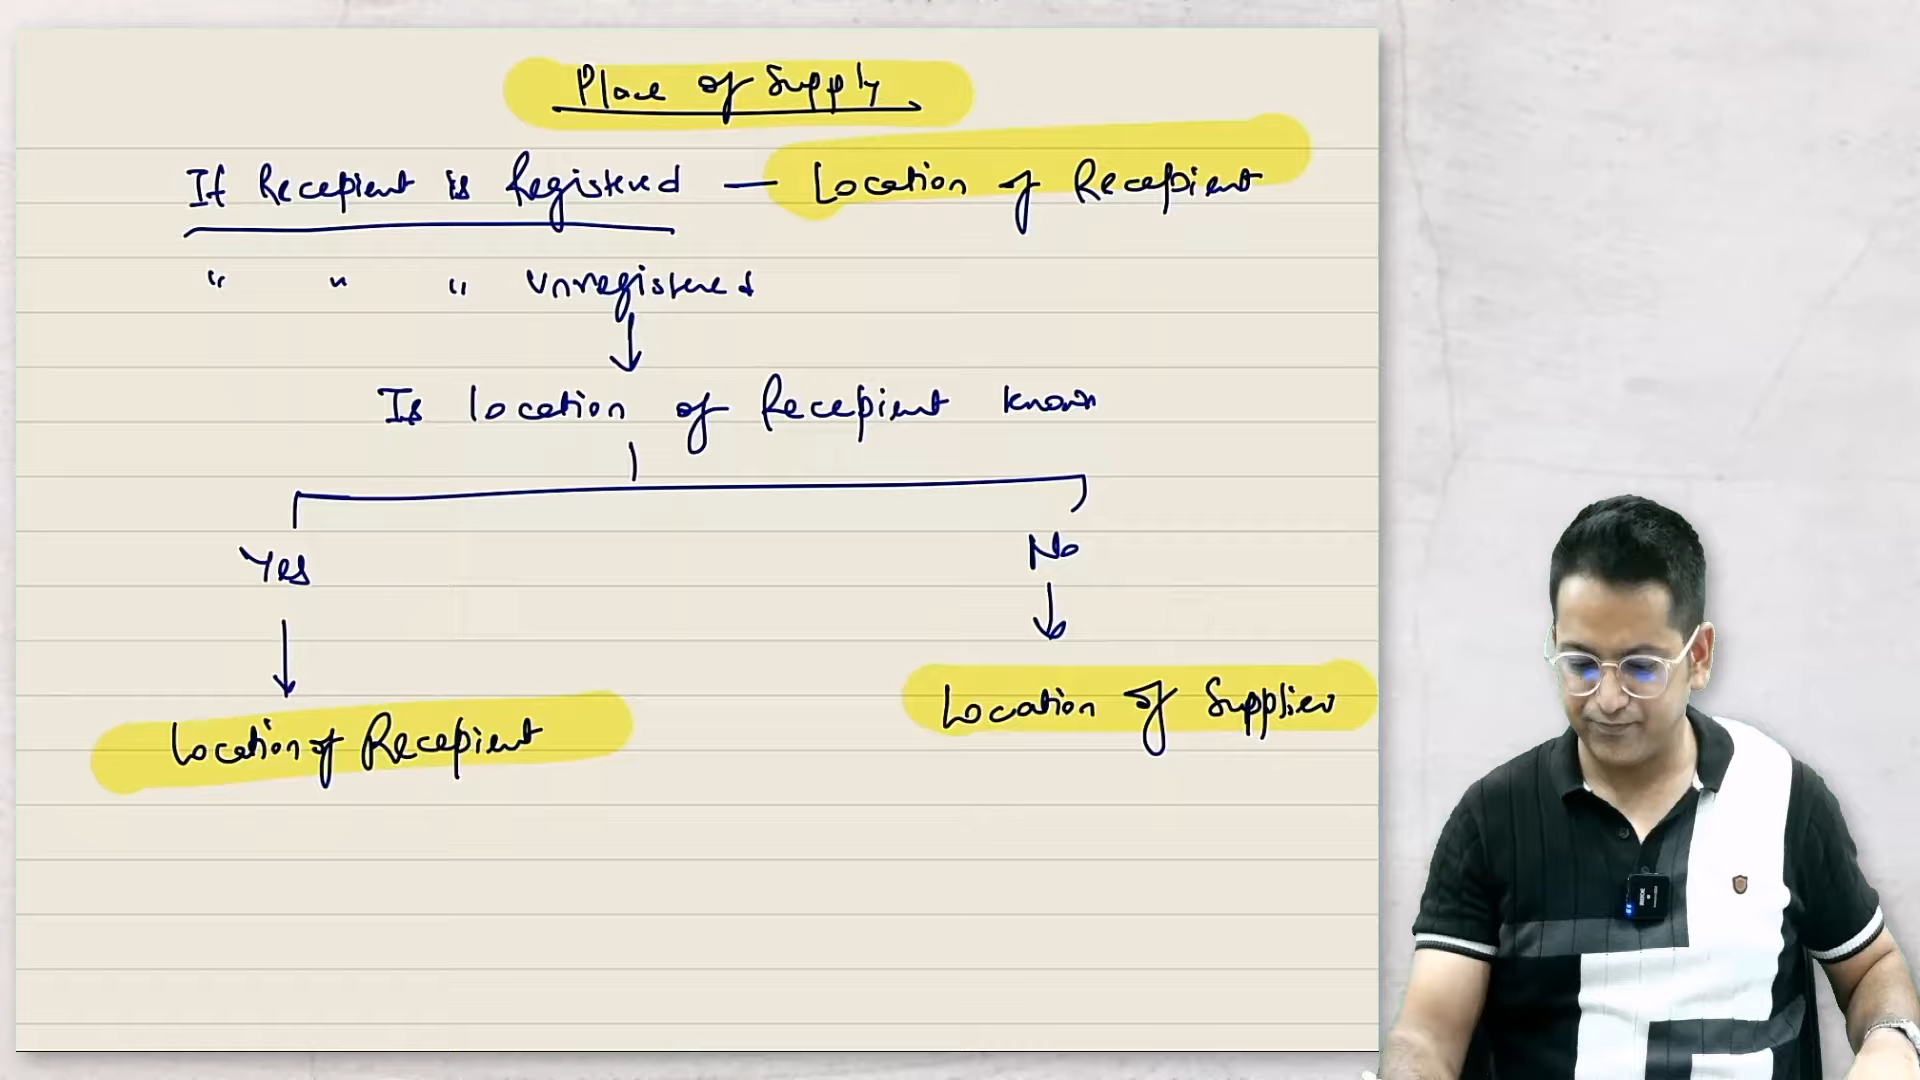 Place of Supply
If Recepient is Registered — Location of Recepient
" " " Unregistered
Is location of Recepient known
Yes
No
Location of Recepient
Location of Supplier